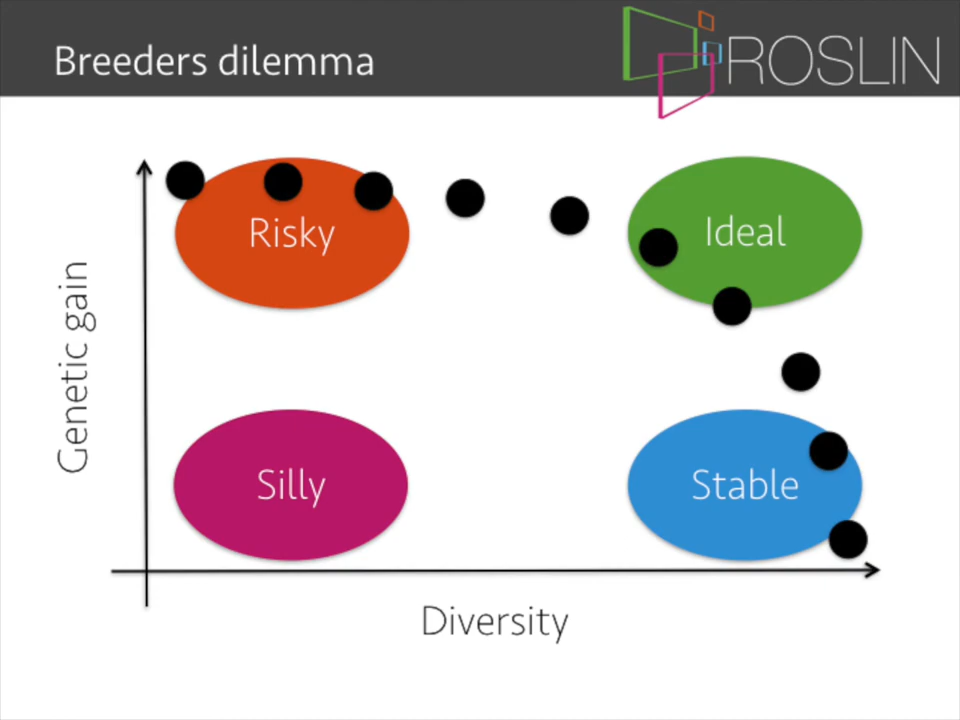 Breeders dilemma
ROSLIN
Genetic gain
Risky
Ideal
Silly
Stable
Diversity